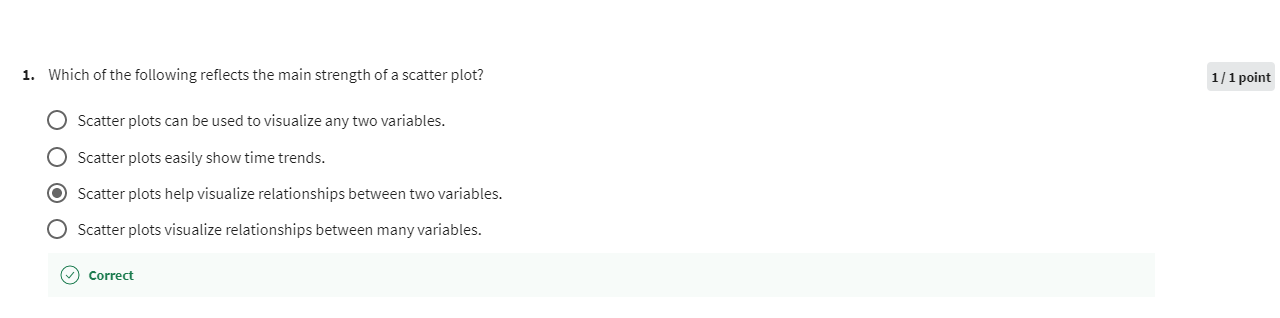 1. Which of the following reflects the main strength of a scatter plot?
1 / 1 point
Scatter plots can be used to visualize any two variables.
Scatter plots easily show time trends.
Scatter plots help visualize relationships between two variables.
Scatter plots visualize relationships between many variables.
Correct